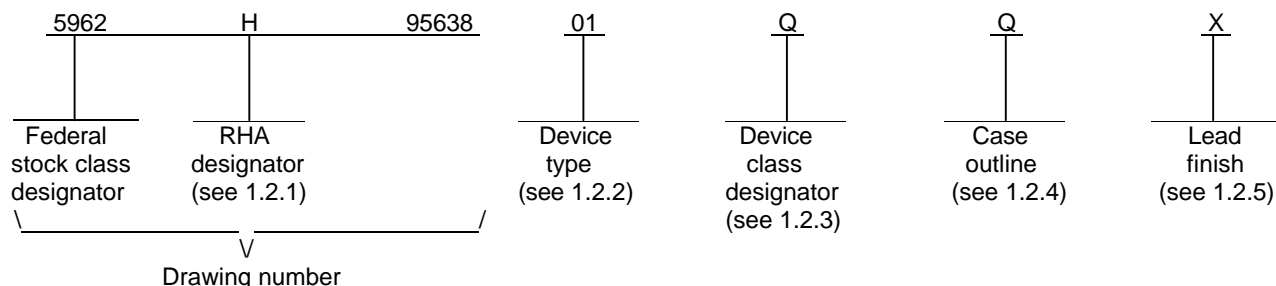 5962 H 95638 01 Q Q X
Federal stock class designator
RHA designator (see 1.2.1)
Device type (see 1.2.2)
Device class designator (see 1.2.3)
Case outline (see 1.2.4)
Lead finish (see 1.2.5)
\ /
\/
Drawing number